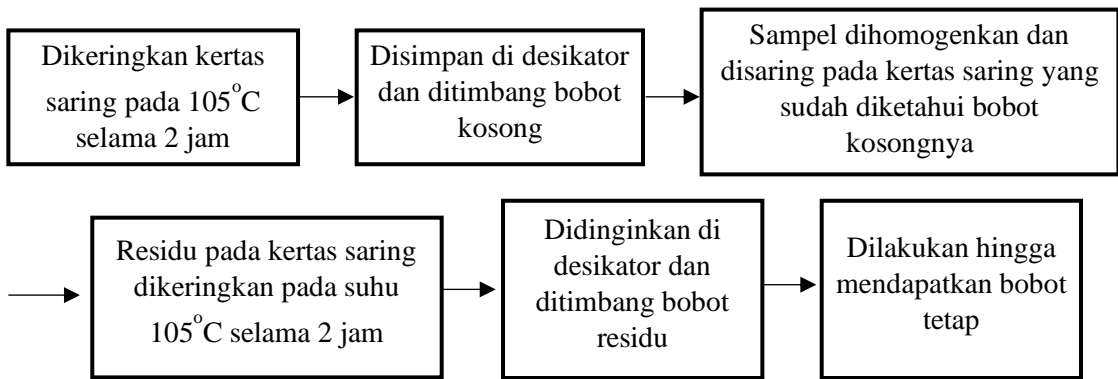 Dikeringkan kertas
saring pada 105°C
selama 2 jam
Disimpan di desikator
dan ditimbang bobot
kosong
Sampel dihomogenkan dan
disaring pada kertas saring yang
sudah diketahui bobot
kosongnya
Residu pada kertas saring
dikeringkan pada suhu
105°C selama 2 jam
Didinginkan di
desikator dan
ditimbang bobot
residu
Dilakukan hingga
mendapatkan bobot
tetap